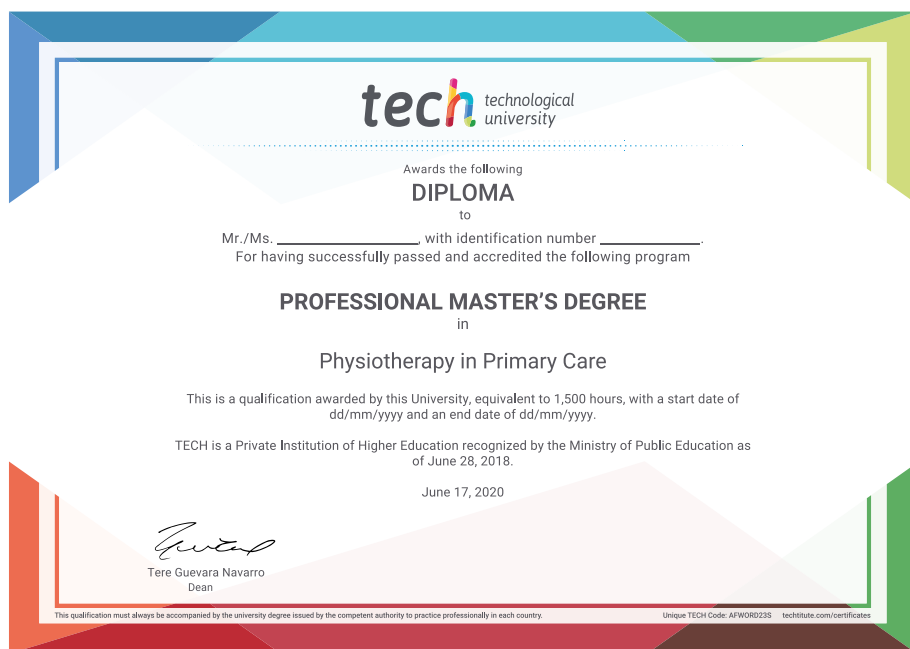 tech technological
university
Awards the following
DIPLOMA
to
Mr./Ms. ____________________, with identification number ______________.
For having successfully passed and accredited the following program
PROFESSIONAL MASTER'S DEGREE
in
Physiotherapy in Primary Care
This is a qualification awarded by this University, equivalent to 1,500 hours, with a start date of
dd/mm/yyyy and an end date of dd/mm/yyyy.
TECH is a Private Institution of Higher Education recognized by the Ministry of Public Education as
of June 28, 2018.
June 17, 2020
Tere Guevara Navarro
Dean
This qualification must always be accompanied by the university degree issued by the competent authority to practice professionally in each country. Unique TECH Code: AFWORD23S techtitute.com/certificates